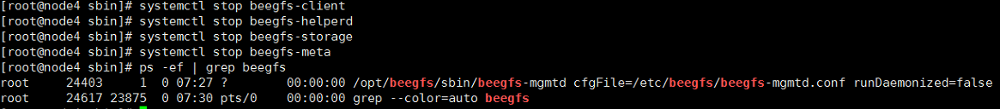 [root@node4 sbin]# systemctl stop beegfs-client
[root@node4 sbin]# systemctl stop beegfs-helperd
[root@node4 sbin]# systemctl stop beegfs-storage
[root@node4 sbin]# systemctl stop beegfs-meta
[root@node4 sbin]# ps -ef | grep beegfs
root     24403     1  0 07:27 ?        00:00:00 /opt/beegfs/sbin/beegfs-mgmtd cfgFile=/etc/beegfs/beegfs-mgmtd.conf runDaemonized=false
root     24617 23875  0 07:30 pts/0    00:00:00 grep --color=auto beegfs